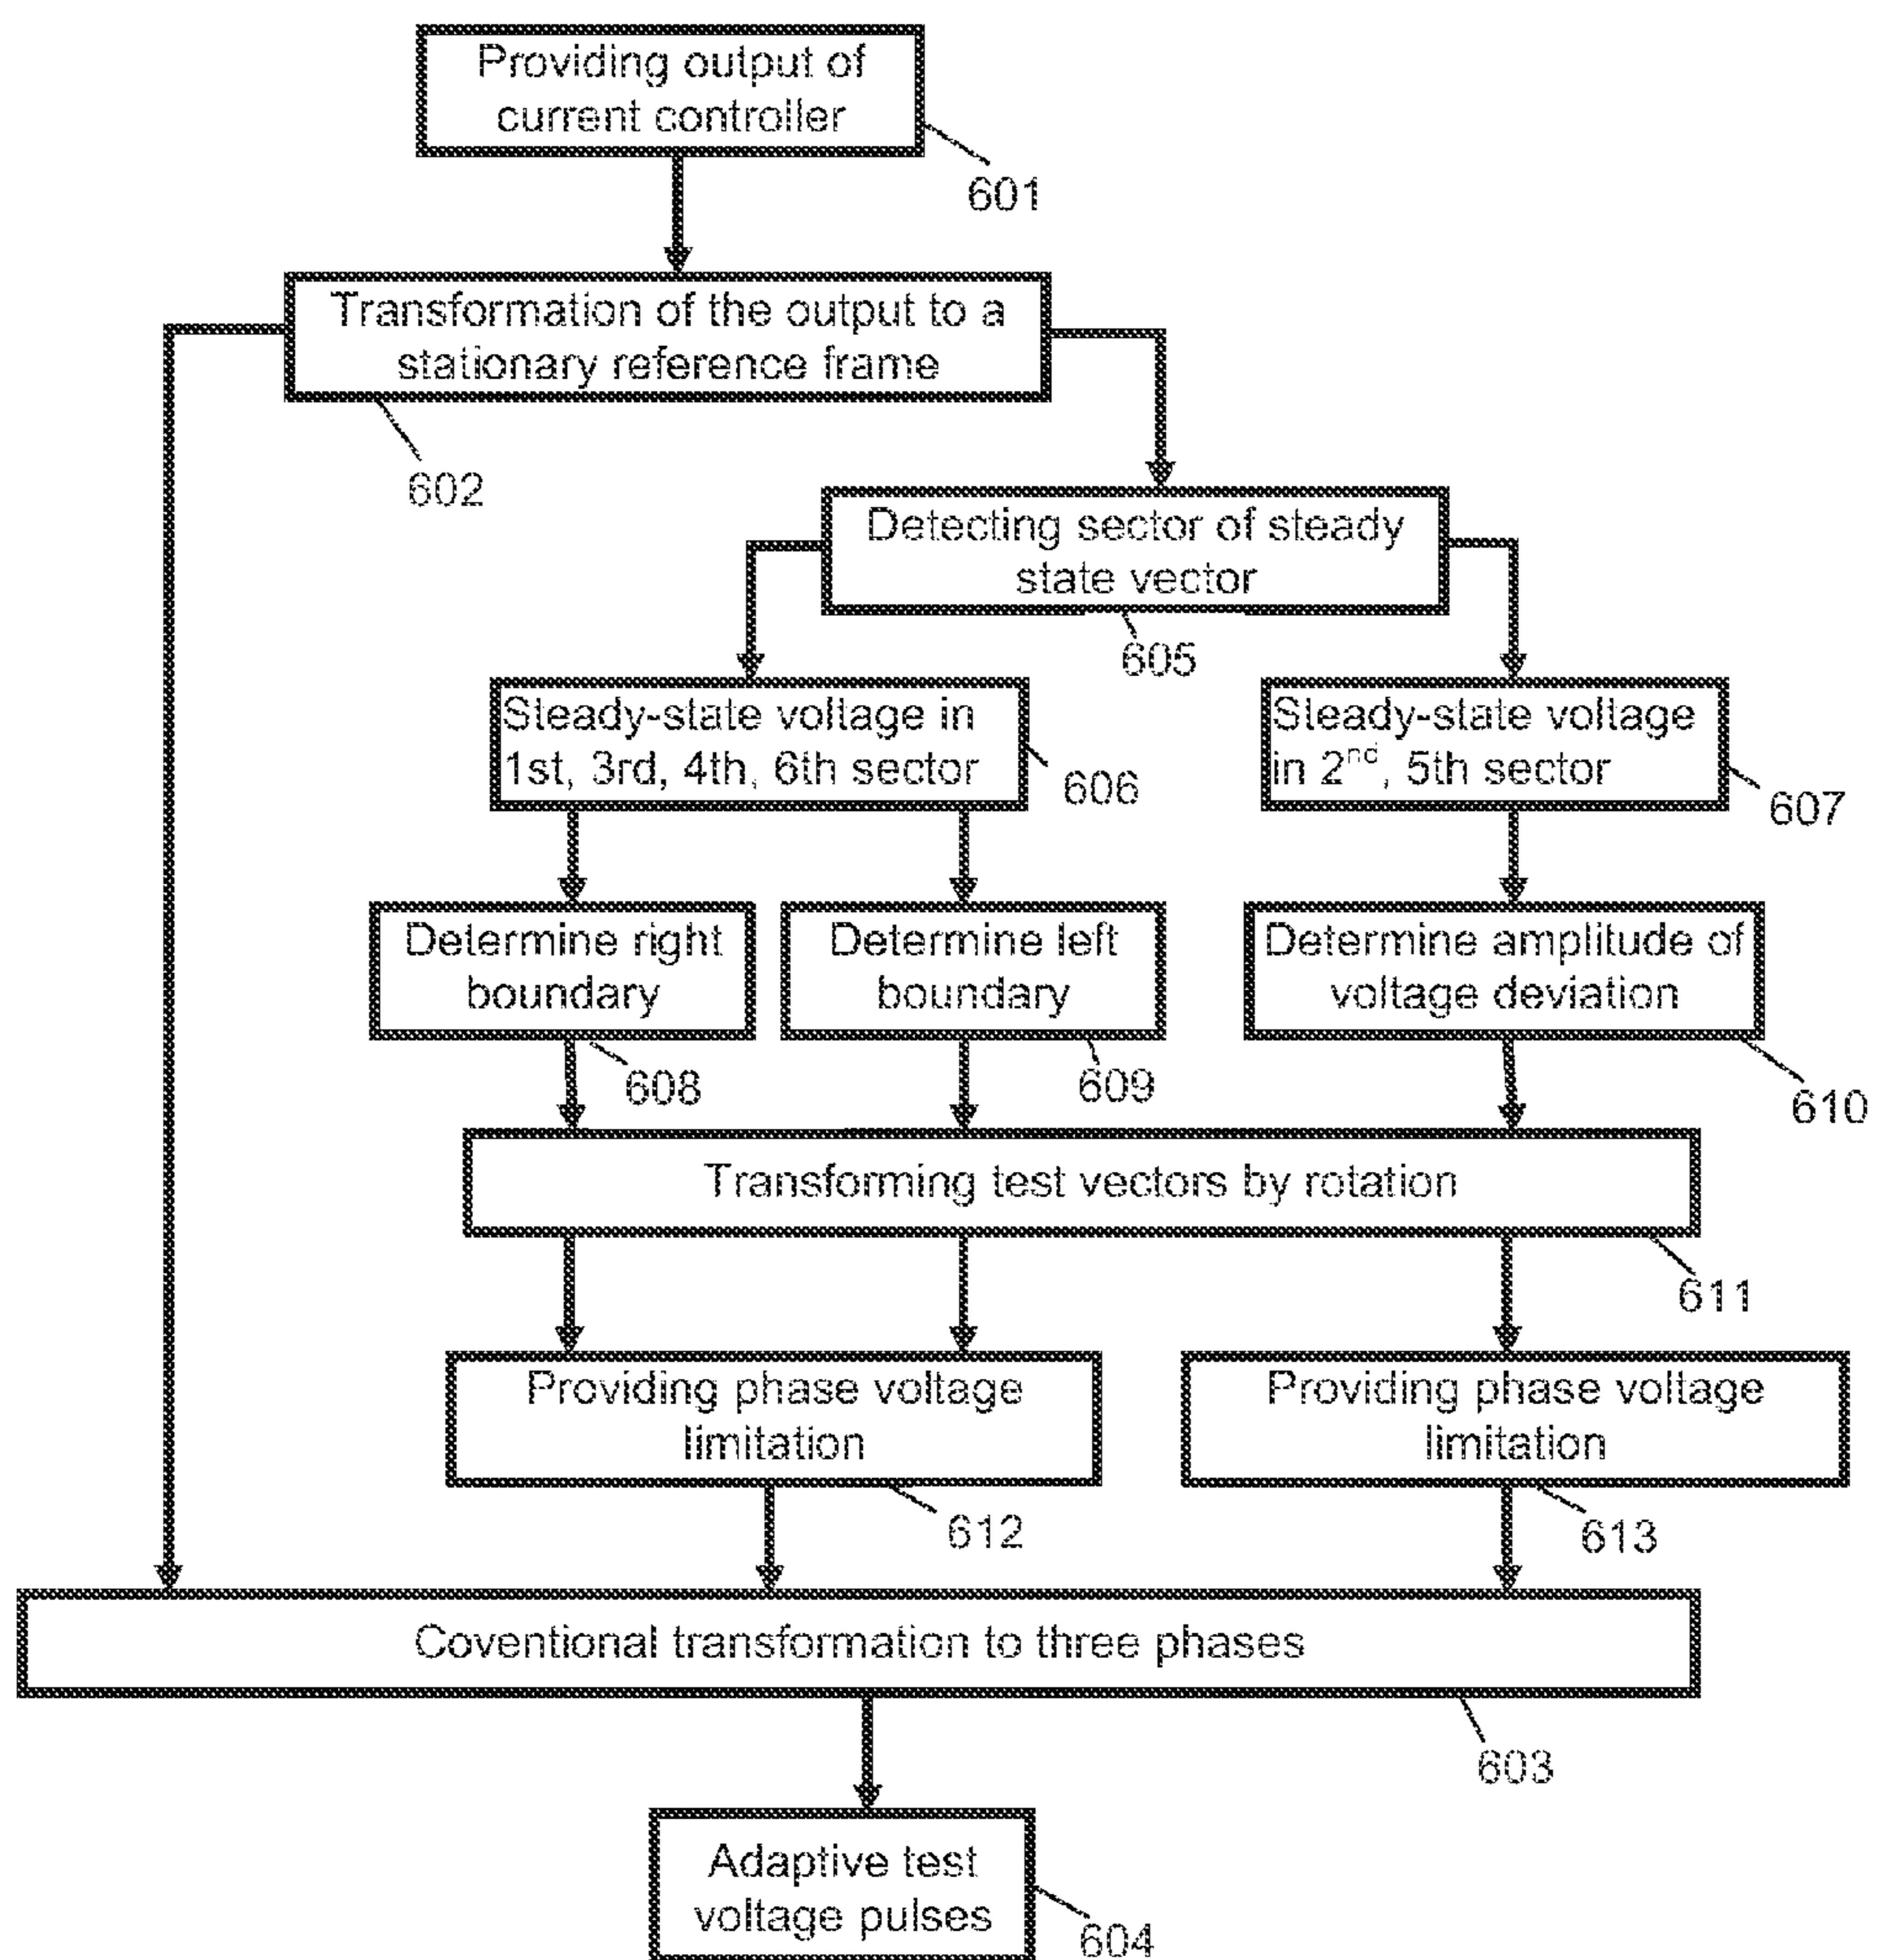 Providing output of
current controller
601
Transformation of the output to a
stationary reference frame
602
Detecting sector of steady
state vector
605
Steady-state voltage in
1st, 3rd, 4th, 6th sector
606
Steady-state voltage
in 2nd, 5th sector
607
Determine right
boundary
608
Determine left
boundary
609
Determine amplitude of
voltage deviation
610
Transforming test vectors by rotation
611
Providing phase voltage
limitation
612
Providing phase voltage
limitation
613
Coventional transformation to three phases
603
Adaptive test
voltage pulses
604